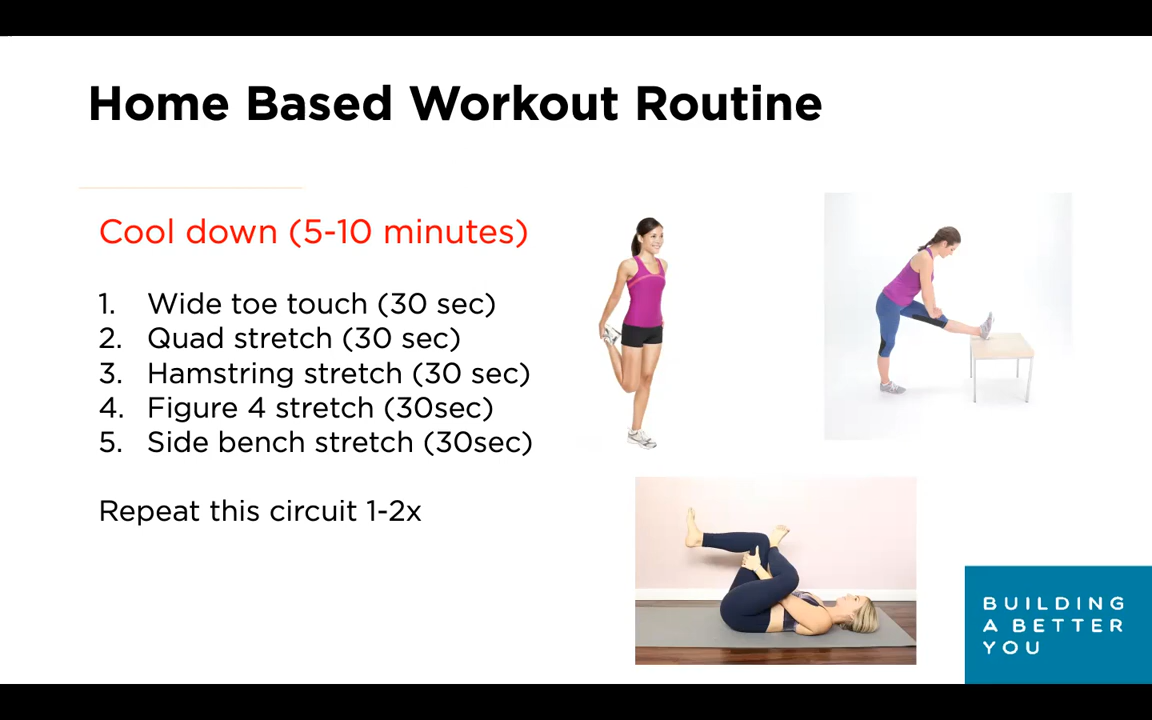 Home Based Workout Routine
Cool down (5-10 minutes)
1. Wide toe touch (30 sec)
2. Quad stretch (30 sec)
3. Hamstring stretch (30 sec)
4. Figure 4 stretch (30sec)
5. Side bench stretch (30sec)
Repeat this circuit 1-2x
BUILDING
A BETTER
YOU